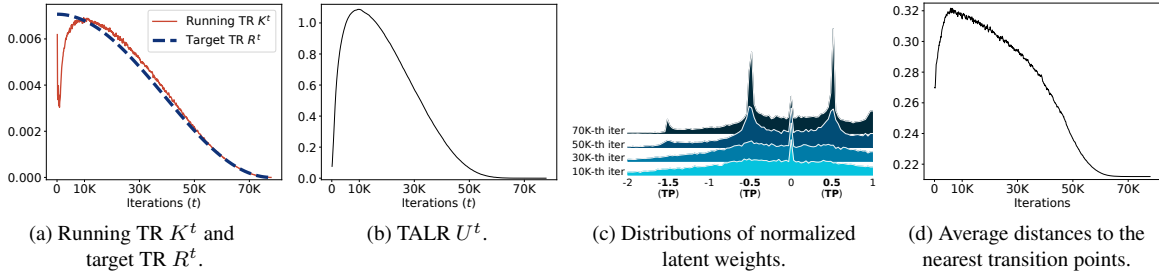 0.006
0.004
0.002
0.000
Running TR K^t
Target TR R^t
0 10K 30K 50K 70K
Iterations (t)
(a) Running TR K^t and
target TR R^t.
1.0
0.8
0.6
0.4
0.2
0.0
0 10K 30K 50K 70K
Iterations (t)
(b) TALR U^t.
70K-th iter
50K-th iter
30K-th iter
10K-th iter
-2 -1.5 -1 -0.5 0 0.5 1
(TP) (TP) (TP)
(c) Distributions of normalized
latent weights.
0.32
0.30
0.28
0.26
0.24
0.22
0 10K 30K 50K 70K
Iterations
(d) Average distances to the
nearest transition points.